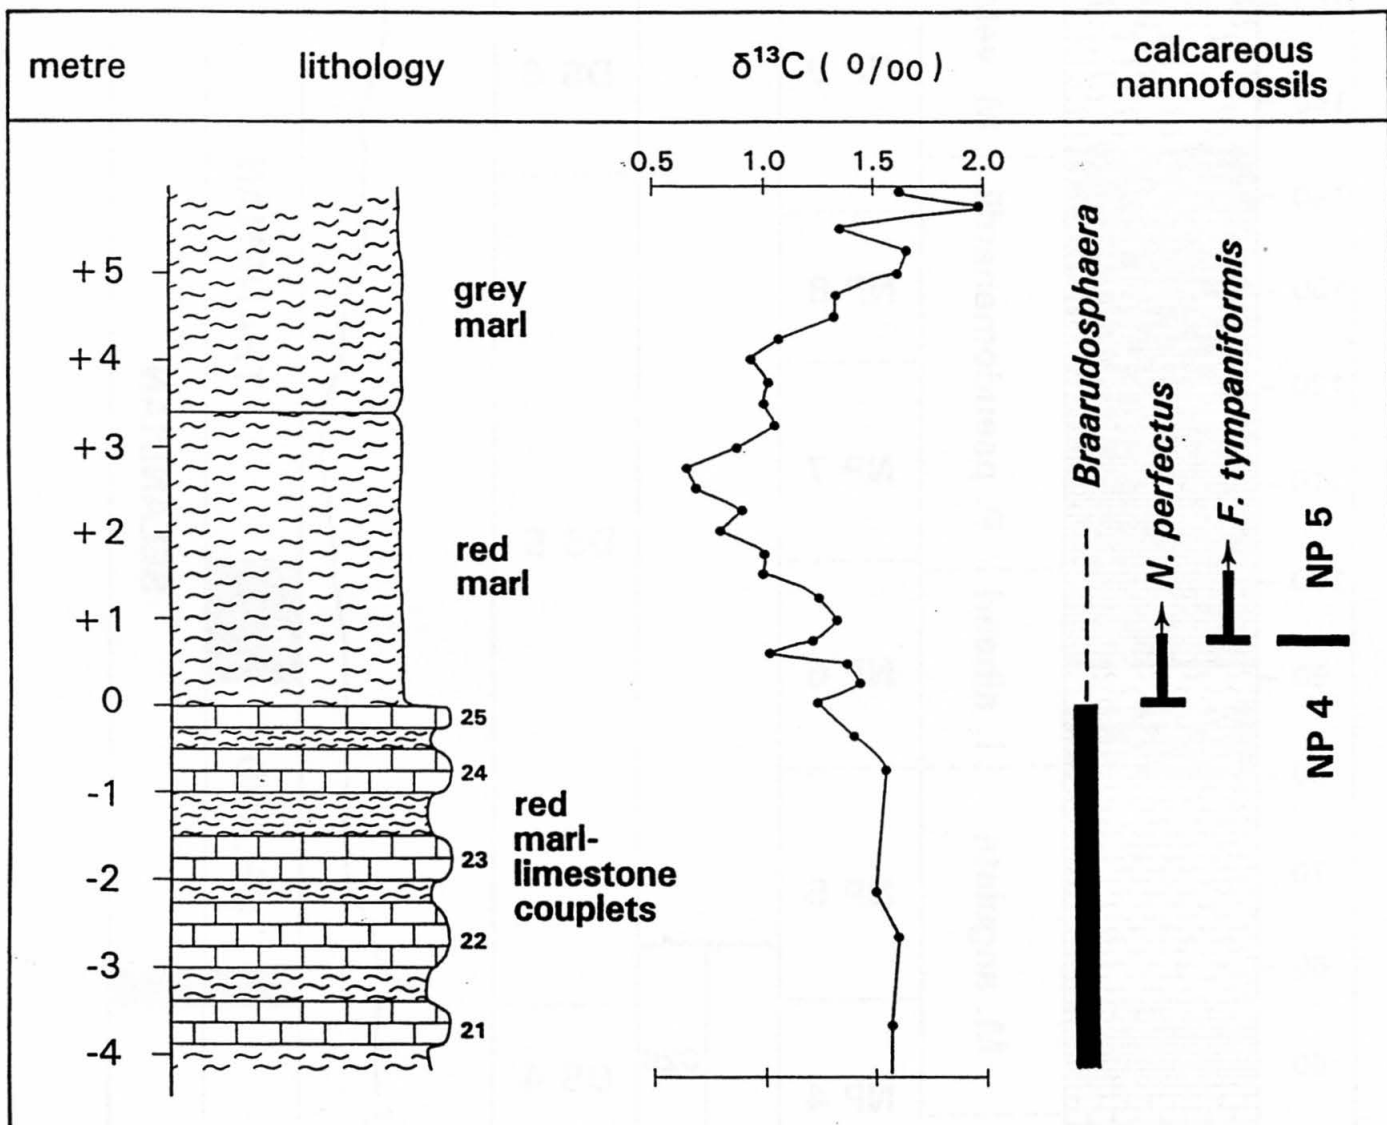 metre
lithology
δ¹³C ( o/oo )
calcareous
nannofossils
0.5 1.0 1.5 2.0
+5
+4
+3
+2
+1
0
-1
-2
-3
-4
grey
marl
red
marl
red
marl-
limestone
couplets
25
24
23
22
21
Braarudosphaera
N. perfectus
F. tympaniformis
NP 5
NP 4